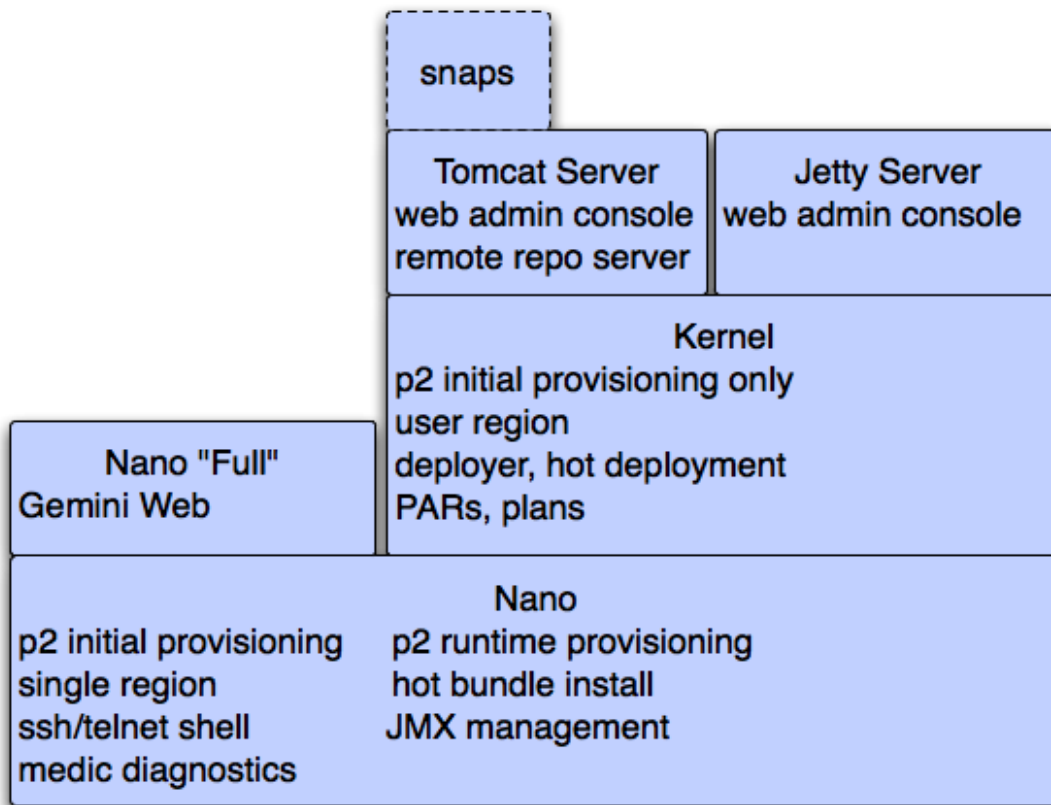 snaps
Tomcat Server
web admin console
remote repo server
Jetty Server
web admin console
Kernel
p2 initial provisioning only
user region
deployer, hot deployment
PARs, plans
Nano "Full"
Gemini Web
Nano
p2 initial provisioning
single region
ssh/telnet shell
medic diagnostics
p2 runtime provisioning
hot bundle install
JMX management